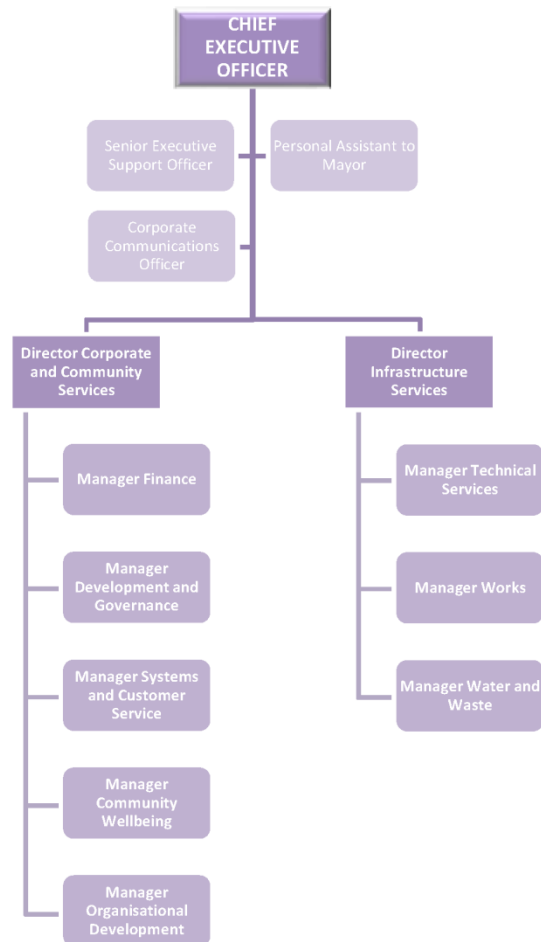 CHIEF
EXECUTIVE
OFFICER
Senior Executive
Support Officer
Personal Assistant to
Mayor
Corporate
Communications
Officer
Director Corporate
and Community
Services
Director
Infrastructure
Services
Manager Finance
Manager Technical
Services
Manager
Development and
Governance
Manager Works
Manager Systems
and Customer
Service
Manager Water and
Waste
Manager
Community
Wellbeing
Manager
Organisational
Development